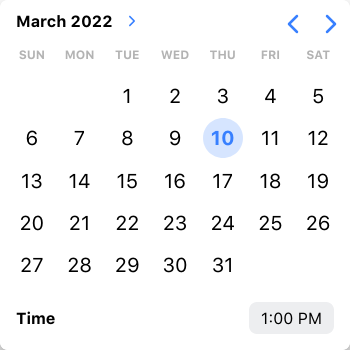 March 2022
SUN MON TUE WED THU FRI SAT
1 2 3 4 5
6 7 8 9 10 11 12
13 14 15 16 17 18 19
20 21 22 23 24 25 26
27 28 29 30 31
Time 1:00 PM